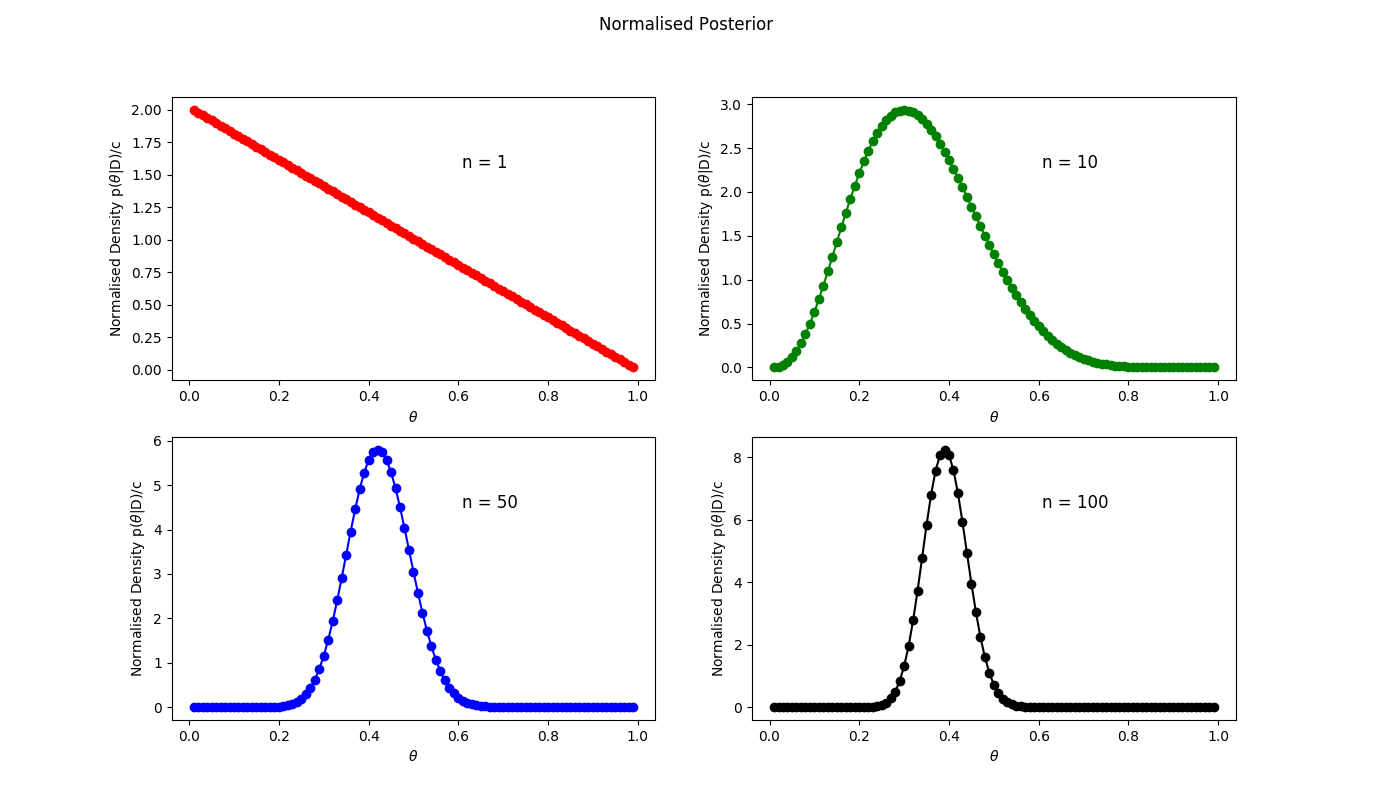 Normalised Posterior
Normalised Density p(θ|D)/c
2.00
1.75
1.50
1.25
1.00
0.75
0.50
0.25
0.00
n = 1
0.0 0.2 0.4 0.6 0.8 1.0
θ
Normalised Density p(θ|D)/c
3.0
2.5
2.0
1.5
1.0
0.5
0.0
n = 10
0.0 0.2 0.4 0.6 0.8 1.0
θ
Normalised Density p(θ|D)/c
6
5
4
3
2
1
0
n = 50
0.0 0.2 0.4 0.6 0.8 1.0
θ
Normalised Density p(θ|D)/c
8
6
4
2
0
n = 100
0.0 0.2 0.4 0.6 0.8 1.0
θ